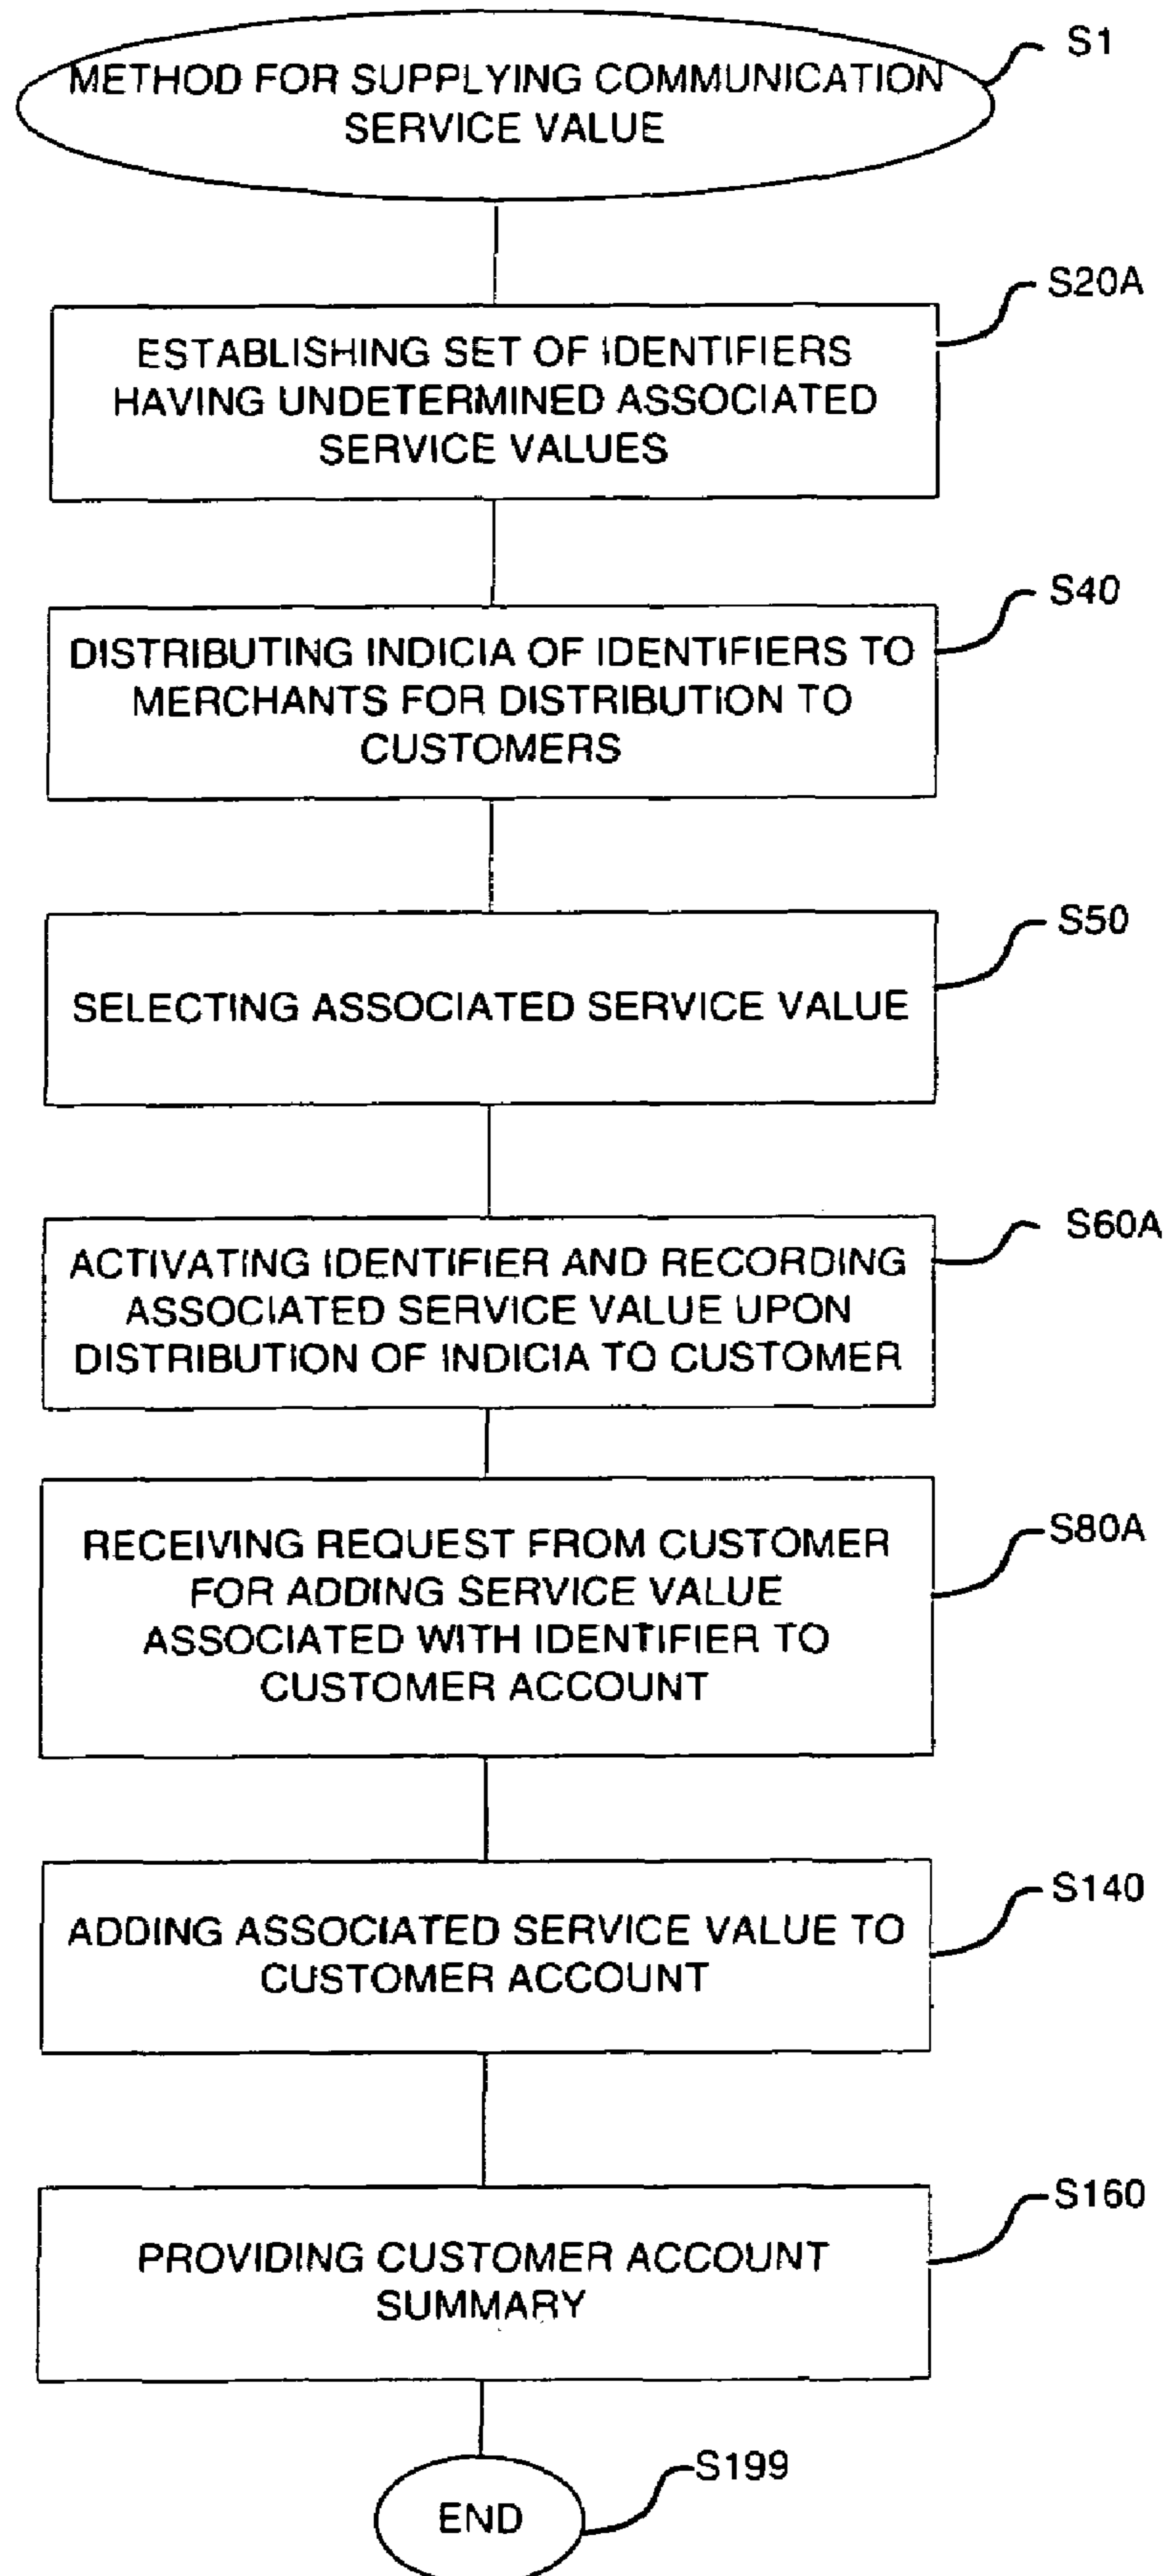 METHOD FOR SUPPLYING COMMUNICATION
SERVICE VALUE
S1
ESTABLISHING SET OF IDENTIFIERS
HAVING UNDETERMINED ASSOCIATED
SERVICE VALUES
S20A
DISTRIBUTING INDICIA OF IDENTIFIERS TO
MERCHANTS FOR DISTRIBUTION TO
CUSTOMERS
S40
SELECTING ASSOCIATED SERVICE VALUE
S50
ACTIVATING IDENTIFIER AND RECORDING
ASSOCIATED SERVICE VALUE UPON
DISTRIBUTION OF INDICIA TO CUSTOMER
S60A
RECEIVING REQUEST FROM CUSTOMER
FOR ADDING SERVICE VALUE
ASSOCIATED WITH IDENTIFIER TO
CUSTOMER ACCOUNT
S80A
ADDING ASSOCIATED SERVICE VALUE TO
CUSTOMER ACCOUNT
S140
PROVIDING CUSTOMER ACCOUNT
SUMMARY
S160
END
S199